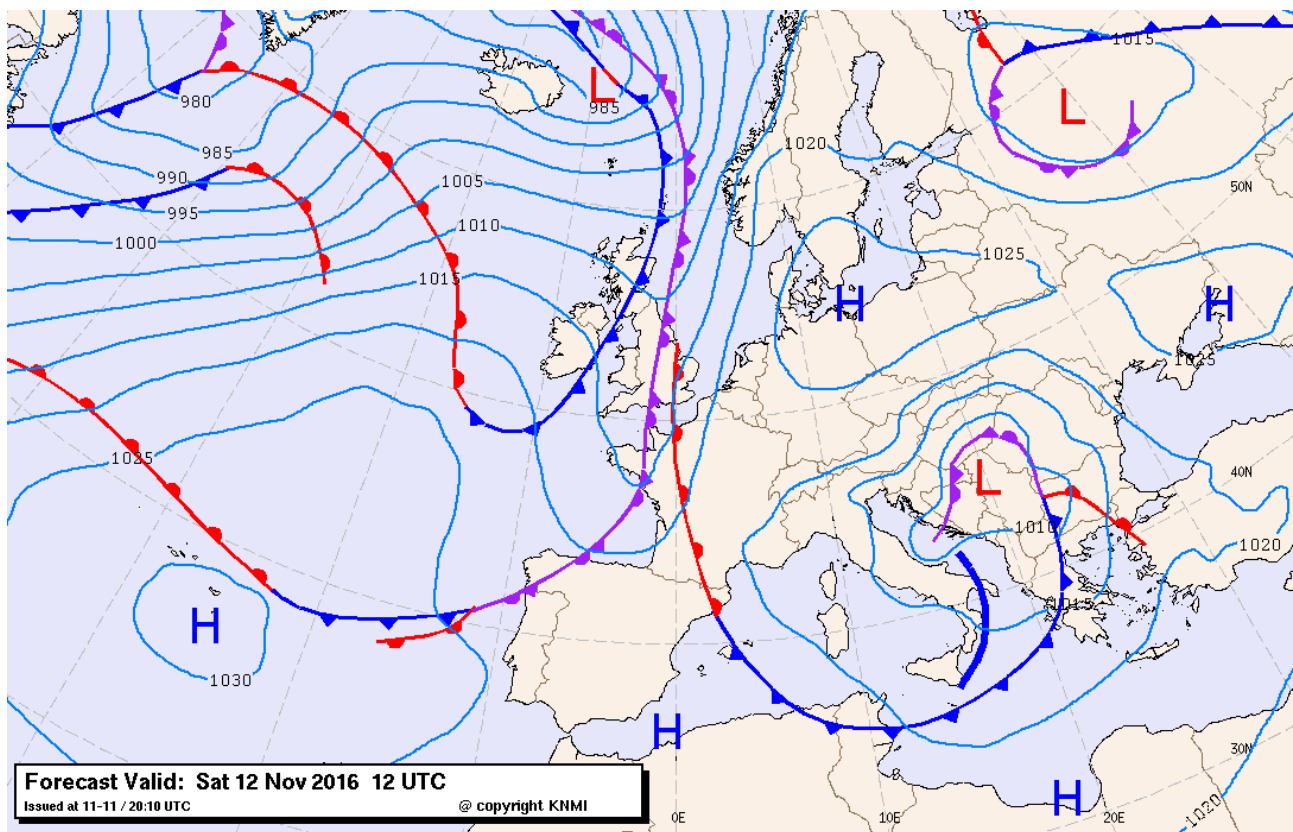 1015
L
980
L
985
985
990
1005
1020
50N
995
1000
1010
1025
1015
H
H
1025
1025
L
40N
1010
1020
1015
H
1030
H
30N
H
1020
0E
10E
20E
Forecast Valid: Sat 12 Nov 2016 12 UTC
Issued at 11-11 / 20:10 UTC
@ copyright KNMI